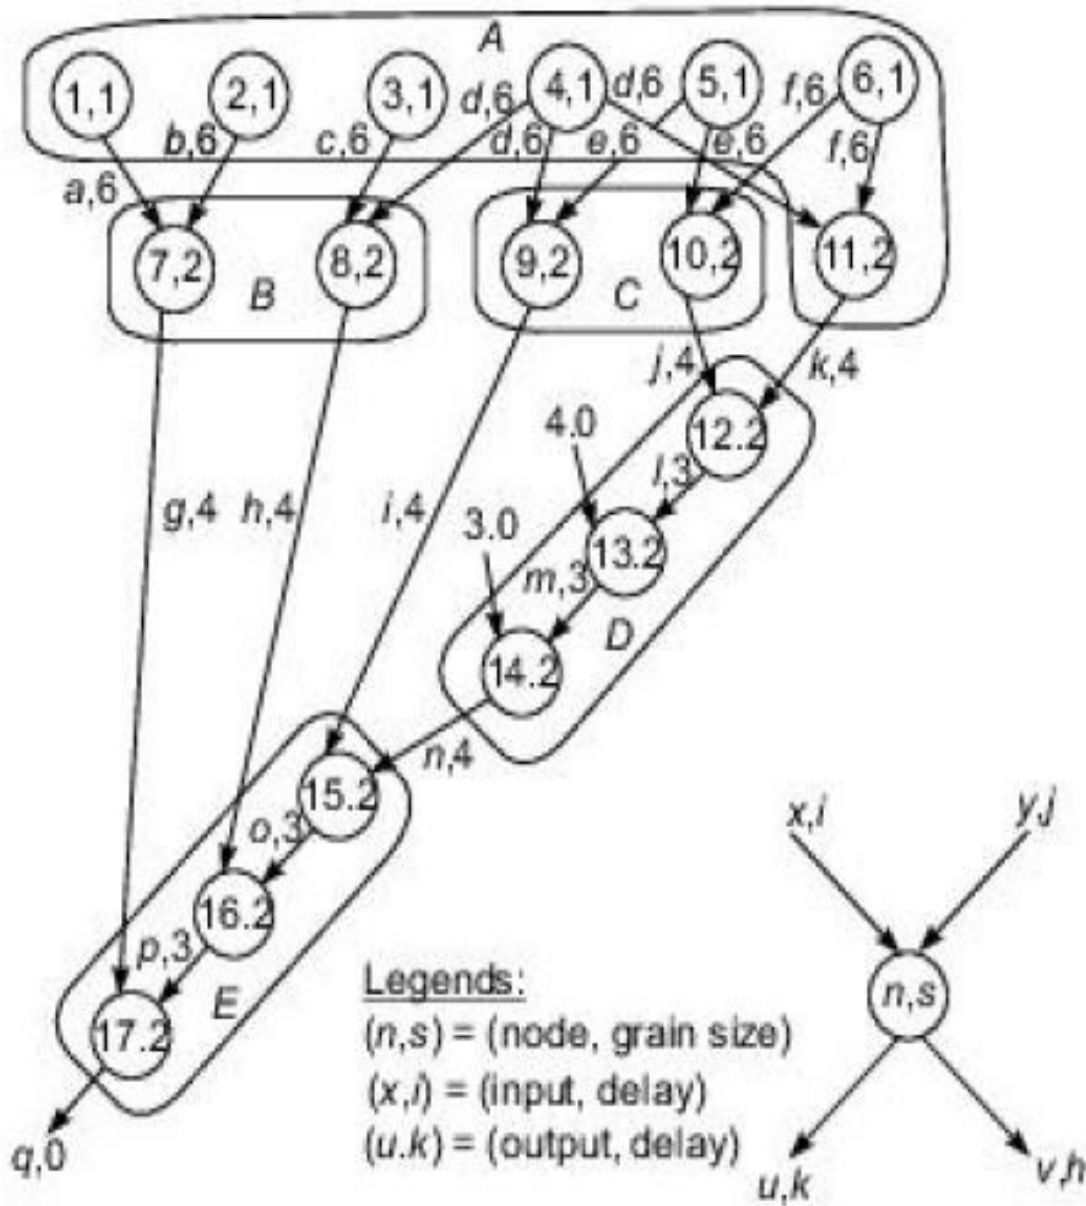 A
1,1
2,1
3,1
d,6
4,1
d,6
5,1
f,6
6,1
b,6
c,6
d,6
e,6
e,6
f,6
a,6
7,2
B
8,2
9,2
C
10,2
11,2
j,4
k,4
4.0
12.2
l,3
g,4
h,4
i,4
3.0
13.2
m,3
D
14.2
n,4
15.2
o,3
x,i
y,j
16.2
p,3
E
17.2
q,0
Legends:
(n,s) = (node, grain size)
(x,i) = (input, delay)
(u.k) = (output, delay)
n,s
u,k
v,h